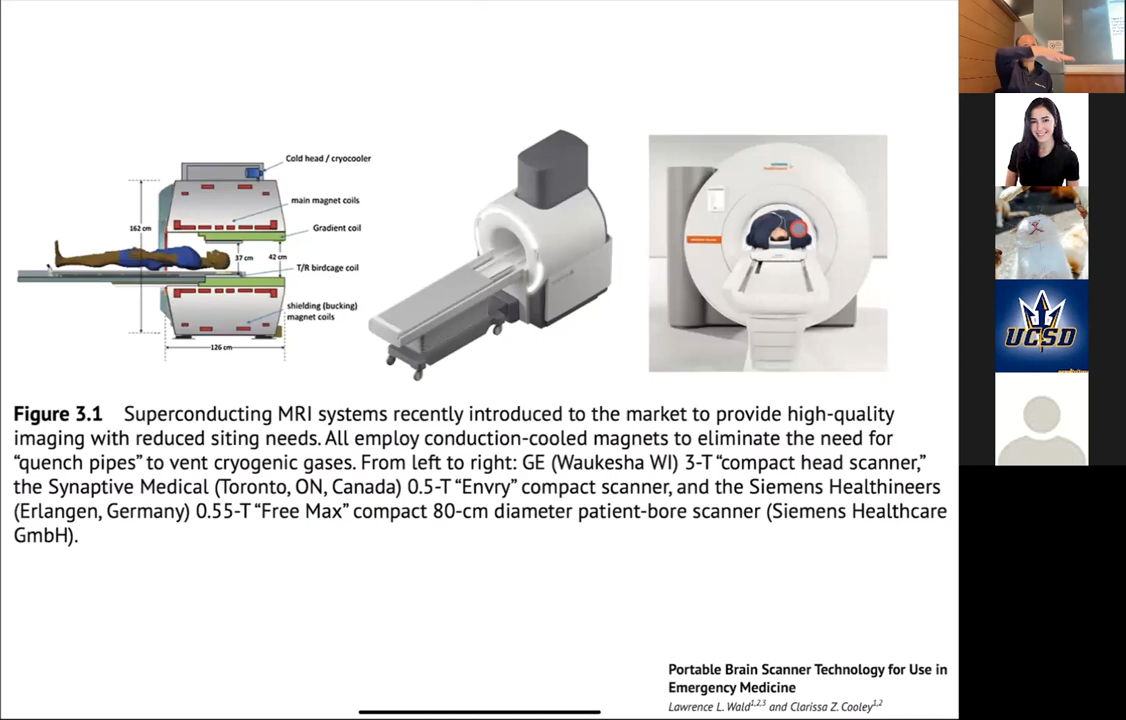 Cold head / cryocooler
main magnet coils
162 cm
Gradient coil
37 cm
42 cm
T/R birdcage coil
shielding (bucking)
magnet coils
126 cm
Figure 3.1 Superconducting MRI systems recently introduced to the market to provide high-quality
imaging with reduced siting needs. All employ conduction-cooled magnets to eliminate the need for
“quench pipes” to vent cryogenic gases. From left to right: GE (Waukesha WI) 3-T “compact head scanner,”
the Synaptive Medical (Toronto, ON, Canada) 0.5-T “Envry” compact scanner, and the Siemens Healthineers
(Erlangen, Germany) 0.55-T “Free Max” compact 80-cm diameter patient-bore scanner (Siemens Healthcare
GmbH).
Portable Brain Scanner Technology for Use in
Emergency Medicine
Lawrence L. Wald1,2,3 and Clarissa Z. Cooley1,2
UCSD